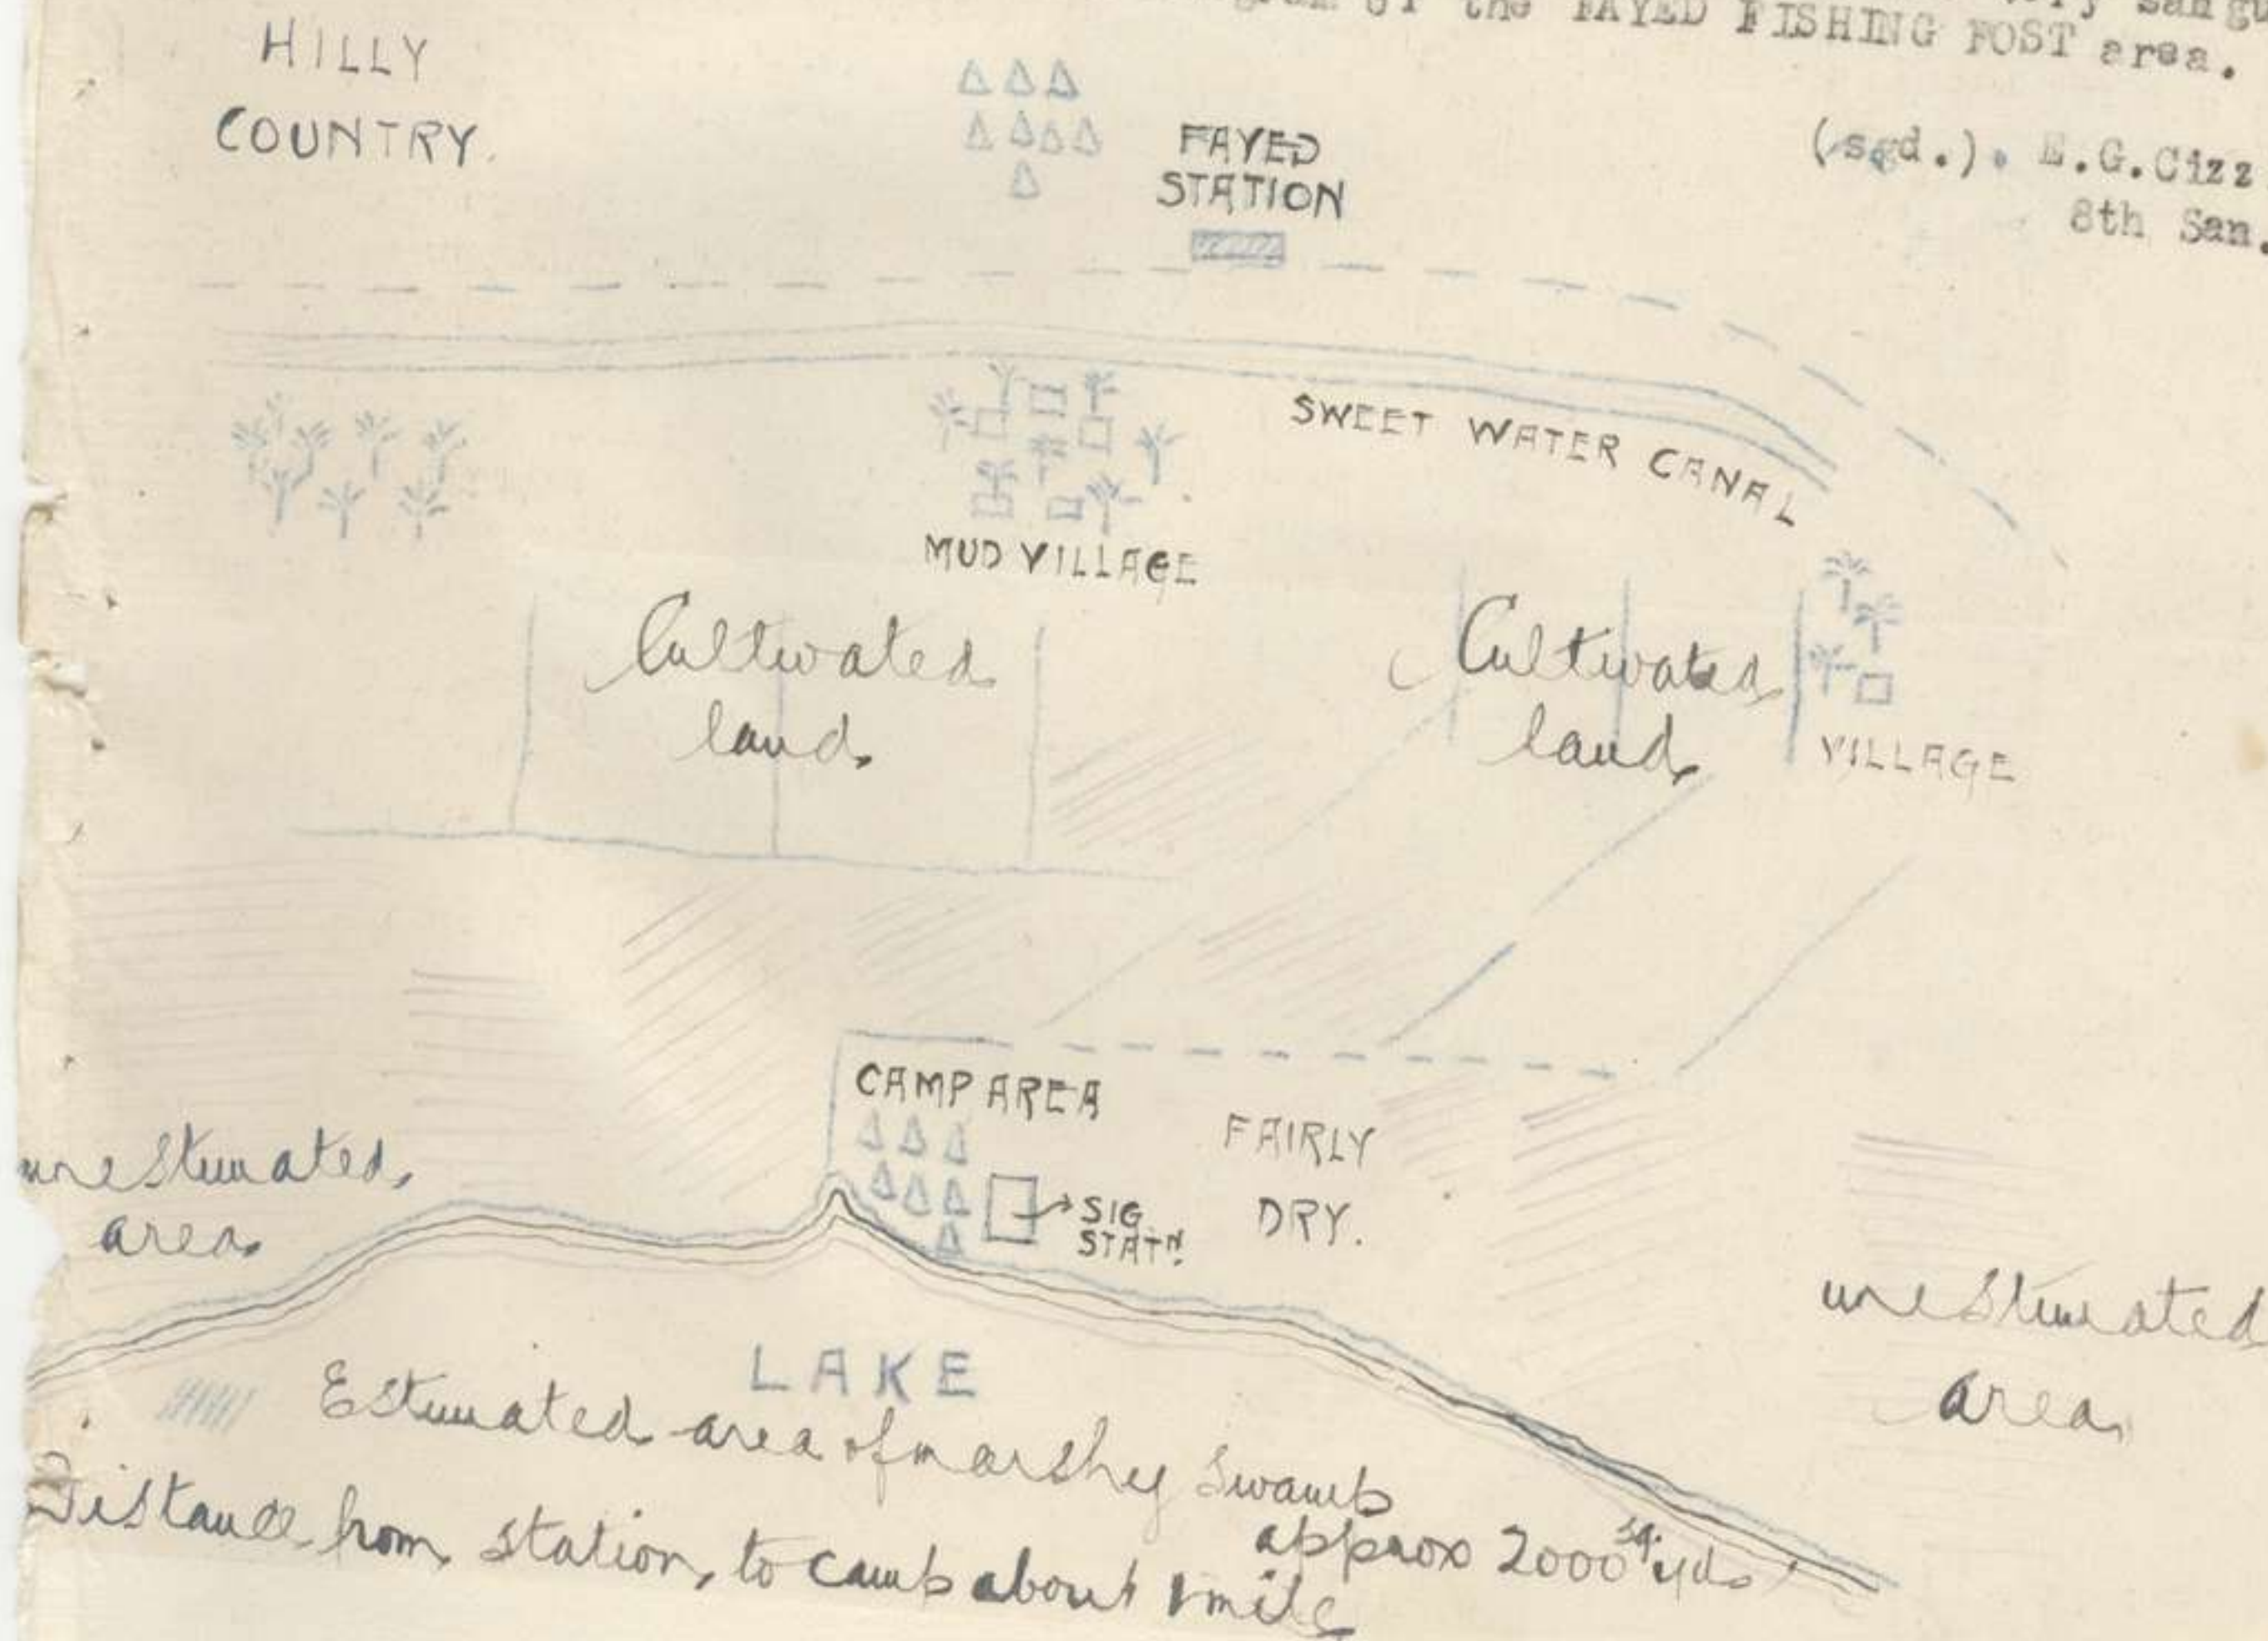 the FAYED FISHING POST area.
(sgd.). E.G.Cizz
8th San.
HILLY
COUNTRY.
FAYED
STATION
SWEET WATER CANAL
MUD VILLAGE
Cultivated
land.
Cultivated
land
VILLAGE
CAMP AREA
FAIRLY
DRY.
SIG
STATN.
unestimated
area
unestimated
area
LAKE
Estimated area of marshy swamp
approx 2000 sq. yds
Distance from station, to camp about 1 mile